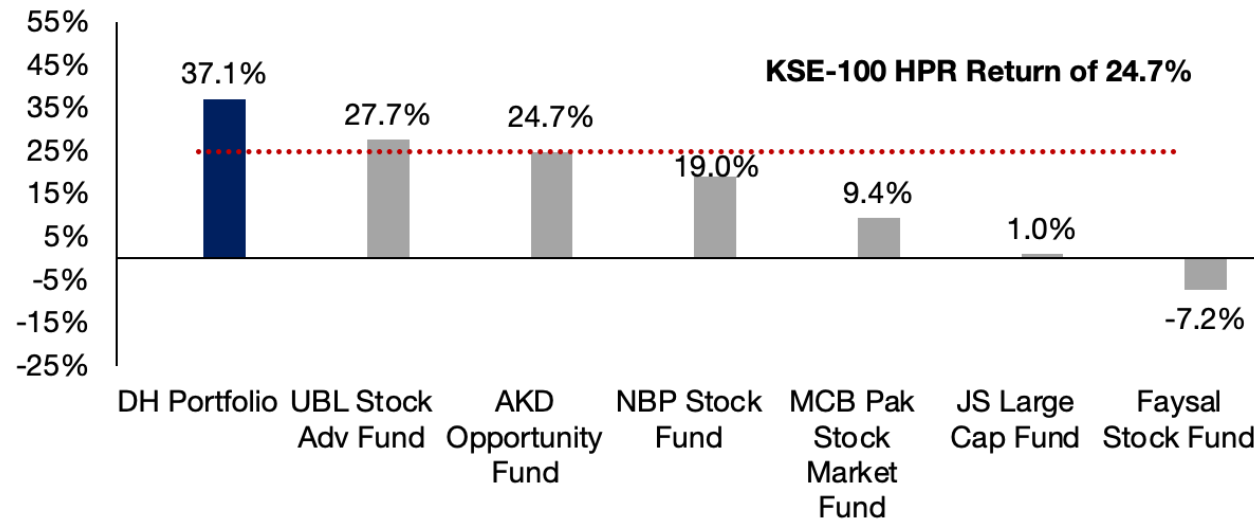 55%
45%
35%
25%
15%
5%
-5%
-15%
-25%
KSE-100 HPR Return of 24.7%
37.1%
27.7%
24.7%
19.0%
9.4%
1.0%
-7.2%
DH Portfolio
UBL Stock
Adv Fund
AKD
Opportunity
Fund
NBP Stock
Fund
MCB Pak
Stock
Market
Fund
JS Large
Cap Fund
Faysal
Stock Fund